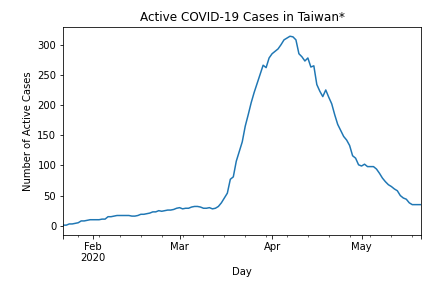 Active COVID-19 Cases in Taiwan*
Number of Active Cases
300
250
200
150
100
50
0
Feb
2020
Mar
Apr
May
Day